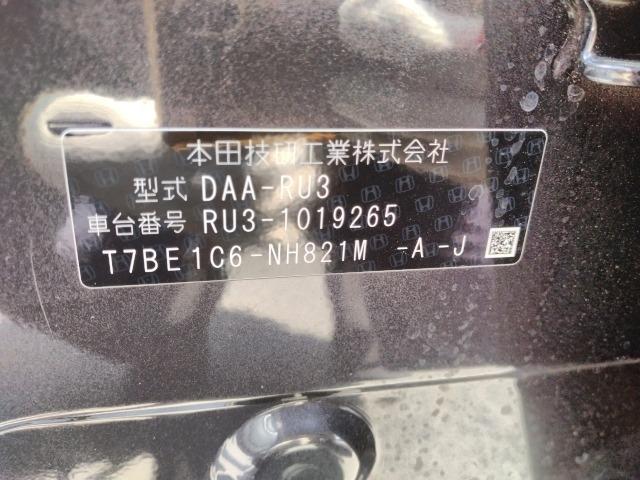 本田技研工業株式会社
型式 DAA-RU3
車台番号 RU3-1019265
T7BE1C6-NH821M -A-J